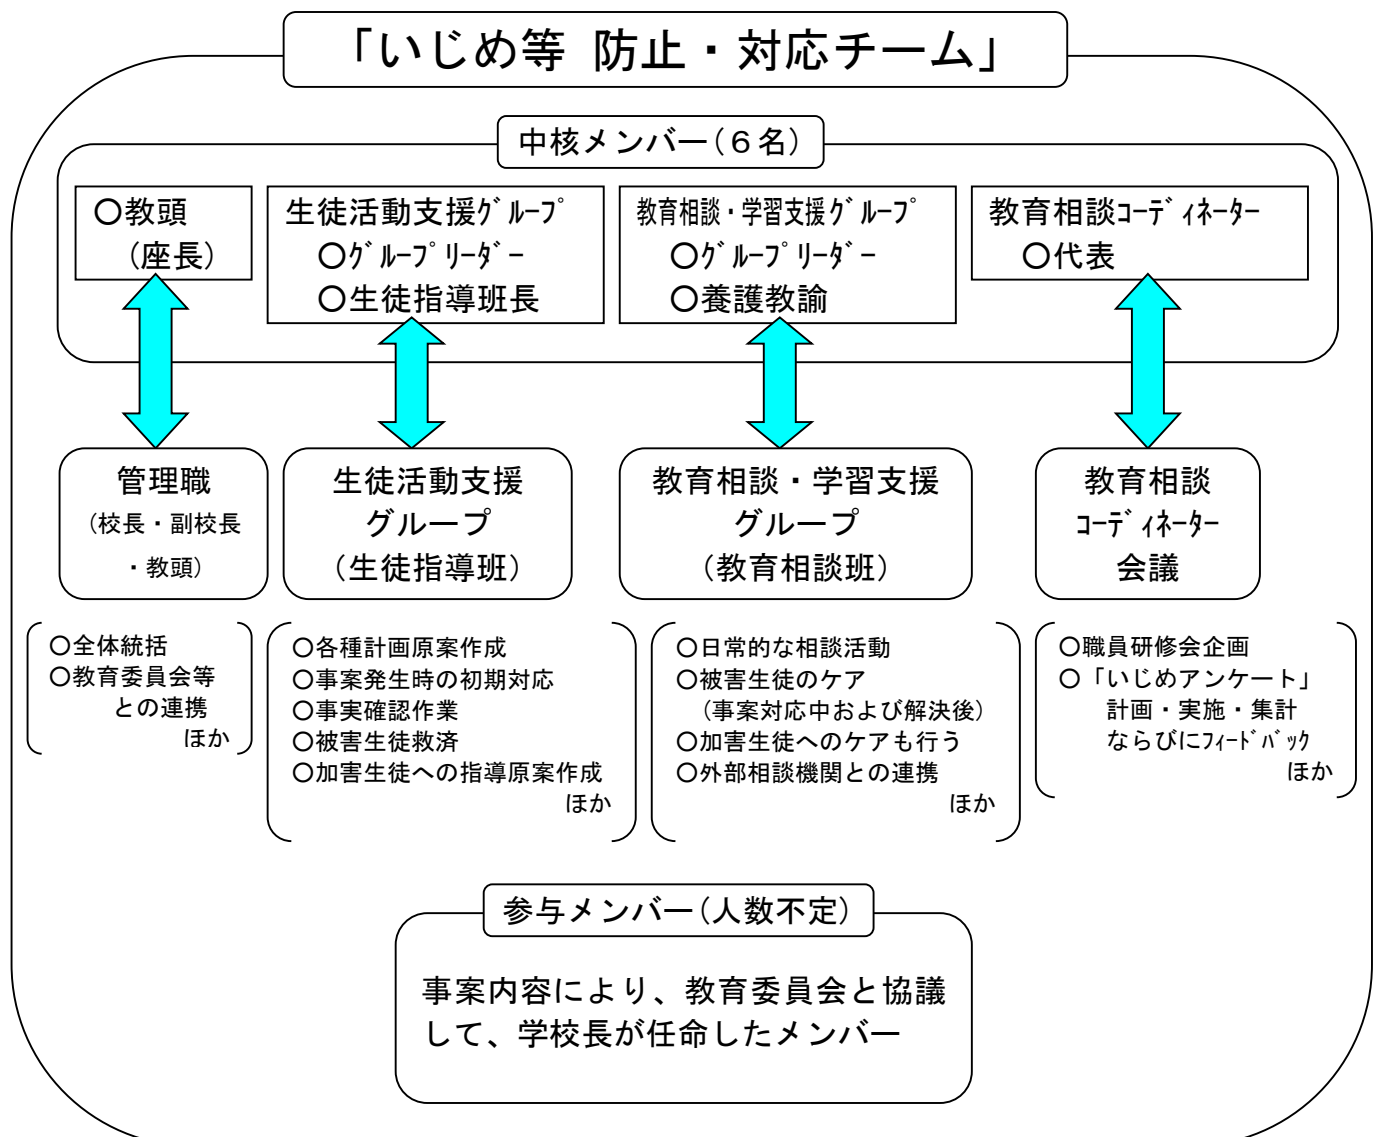 「いじめ等 防止・対応チーム」
中核メンバー(６名)
○教頭
(座長)
生徒活動支援ｸﾞﾙｰﾌﾟ
○ｸﾞﾙｰﾌﾟﾘｰﾀﾞｰ
○生徒指導班長
教育相談・学習支援ｸﾞﾙｰﾌﾟ
○ｸﾞﾙｰﾌﾟﾘｰﾀﾞｰ
○養護教諭
教育相談ｺｰﾃﾞｨﾈｰﾀｰ
○代表
管理職
(校長・副校長
・教頭)
生徒活動支援
グループ
(生徒指導班)
教育相談・学習支援
グループ
(教育相談班)
教育相談
ｺｰﾃﾞｨﾈｰﾀｰ
会議
○全体統括
○教育委員会等
との連携
ほか
○各種計画原案作成
○事案発生時の初期対応
○事実確認作業
○被害生徒救済
○加害生徒への指導原案作成
ほか
○日常的な相談活動
○被害生徒のケア
(事案対応中および解決後)
○加害生徒へのケアも行う
○外部相談機関との連携
ほか
○職員研修会企画
○「いじめアンケート」
計画・実施・集計
ならびにﾌｨｰﾄﾞﾊﾞｯｸ
ほか
参与メンバー(人数不定)
事案内容により、教育委員会と協議
して、学校長が任命したメンバー